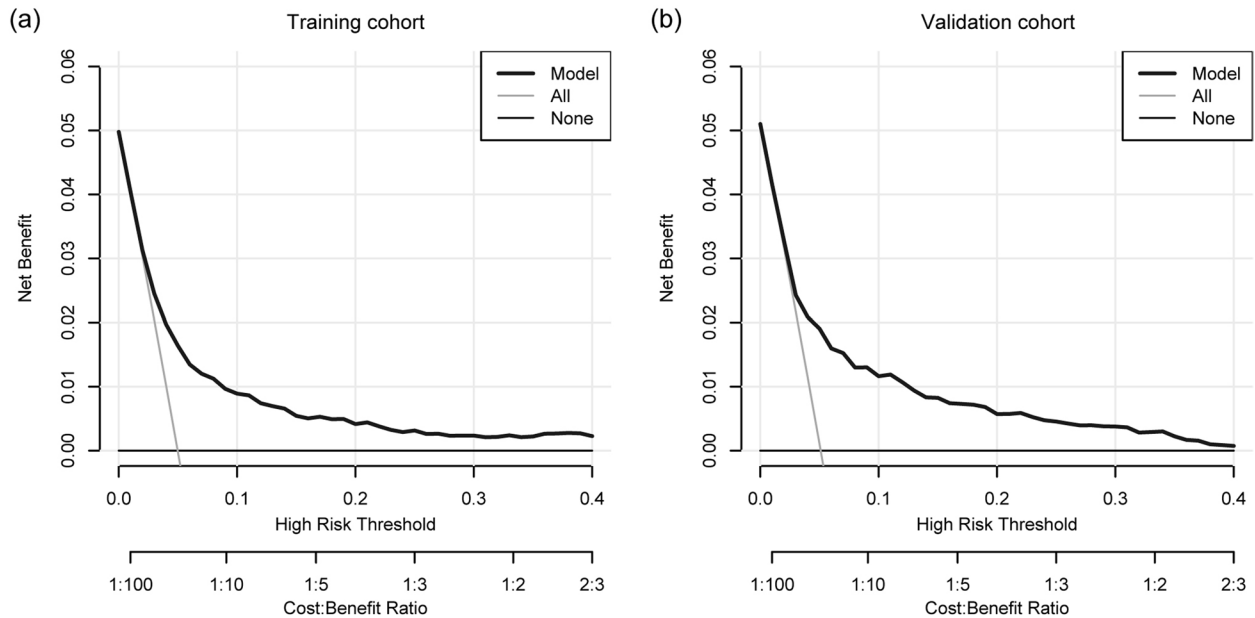 (a)
Training cohort
Model
All
None
0.06
0.05
0.04
0.03
0.02
0.01
0.00
Net Benefit
0.0 0.1 0.2 0.3 0.4
High Risk Threshold
1:100 1:10 1:5 1:3 1:2 2:3
Cost:Benefit Ratio
(b)
Validation cohort
Model
All
None
0.06
0.05
0.04
0.03
0.02
0.01
0.00
Net Benefit
0.0 0.1 0.2 0.3 0.4
High Risk Threshold
1:100 1:10 1:5 1:3 1:2 2:3
Cost:Benefit Ratio